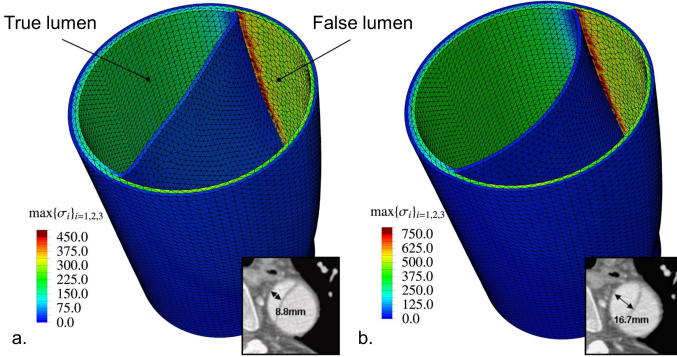 True lumen
False lumen
max{σᵢ}ᵢ₌₁,₂,₃
450.0
375.0
300.0
225.0
150.0
75.0
0.0
8.8mm
a.
max{σᵢ}ᵢ₌₁,₂,₃
750.0
625.0
500.0
375.0
250.0
125.0
0.0
16.7mm
b.